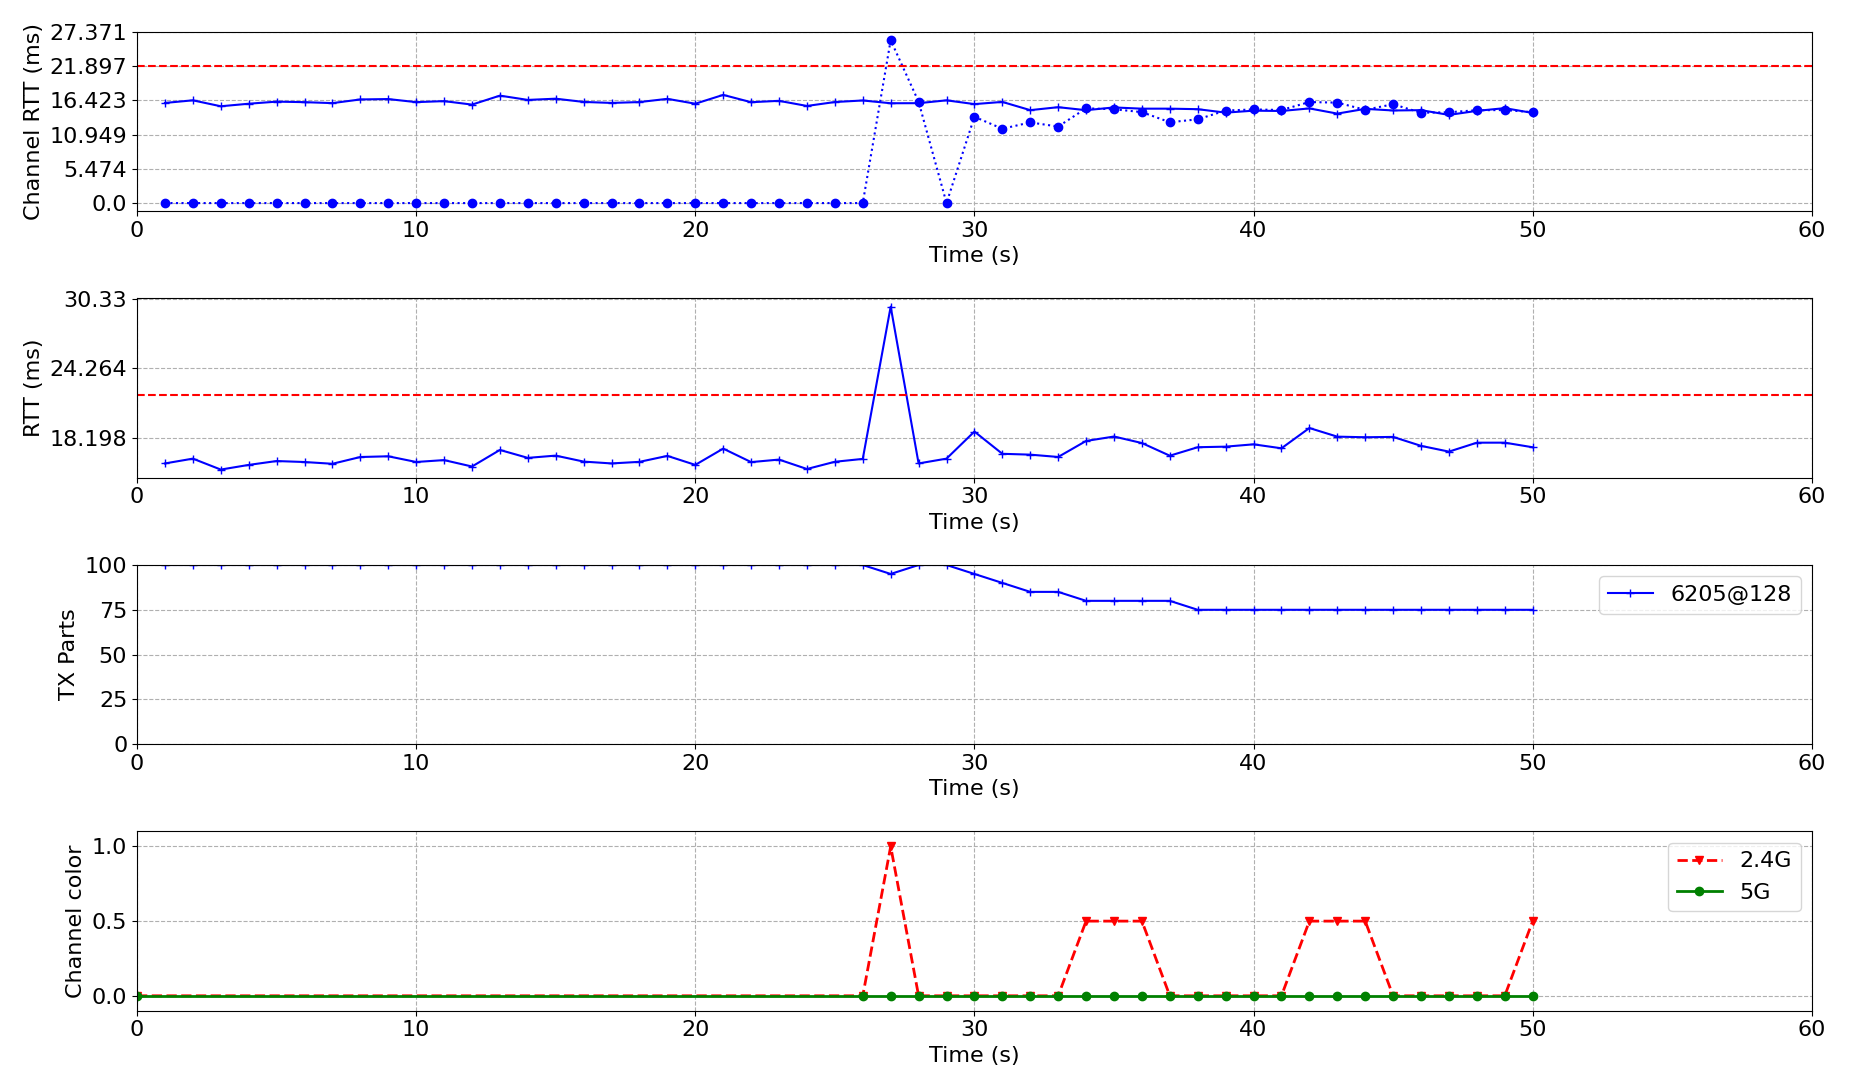 Channel RTT (ms)
27.371
21.897
16.423
10.949
5.474
0.0
0 10 20 30 40 50 60
Time (s)
RTT (ms)
30.33
24.264
18.198
0 10 20 30 40 50 60
Time (s)
TX Parts
100
75
50
25
0
6205@128
0 10 20 30 40 50 60
Time (s)
Channel color
1.0
0.5
0.0
2.4G
5G
0 10 20 30 40 50 60
Time (s)